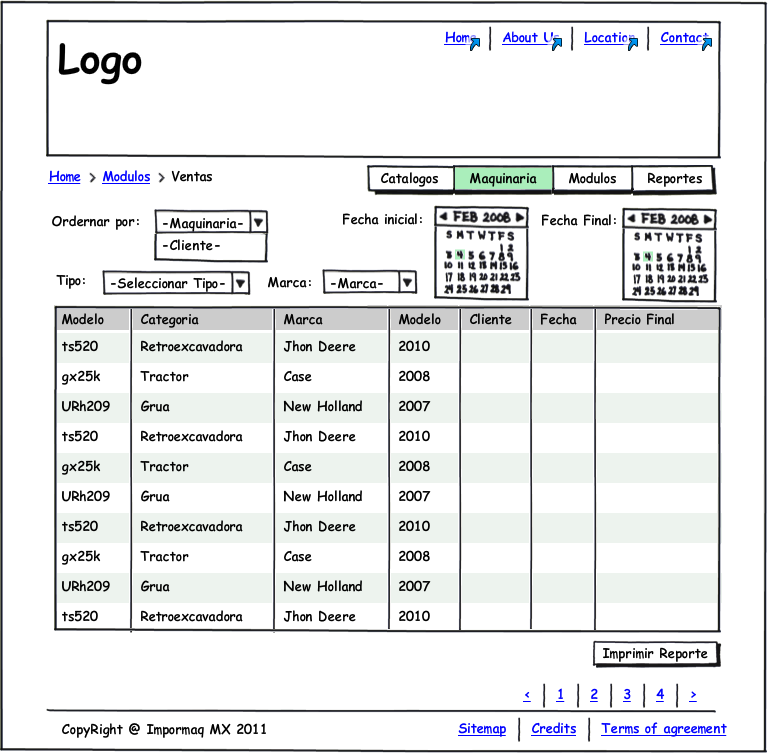 Logo
Home | About Us | Location | Contact
Home > Modulos > Ventas
Catalogos Maquinaria Modulos Reportes
Ordernar por: -Maquinaria-
-Cliente-
Fecha inicial:
FEB 2008
S M T W T F S
1 2
3 4 5 6 7 8 9
10 11 12 13 14 15 16
17 18 19 20 21 22 23
24 25 26 27 28 29
Fecha Final:
FEB 2008
S M T W T F S
1 2
3 4 5 6 7 8 9
10 11 12 13 14 15 16
17 18 19 20 21 22 23
24 25 26 27 28 29
Tipo: -Seleccionar Tipo- Marca: -Marca-
Modelo Categoria Marca Modelo Cliente Fecha Precio Final
ts520 Retroexcavadora Jhon Deere 2010
gx25k Tractor Case 2008
URh209 Grua New Holland 2007
ts520 Retroexcavadora Jhon Deere 2010
gx25k Tractor Case 2008
URh209 Grua New Holland 2007
ts520 Retroexcavadora Jhon Deere 2010
gx25k Tractor Case 2008
URh209 Grua New Holland 2007
ts520 Retroexcavadora Jhon Deere 2010
Imprimir Reporte
< | 1 | 2 | 3 | 4 | >
CopyRight @ Impormaq MX 2011
Sitemap | Credits | Terms of agreement